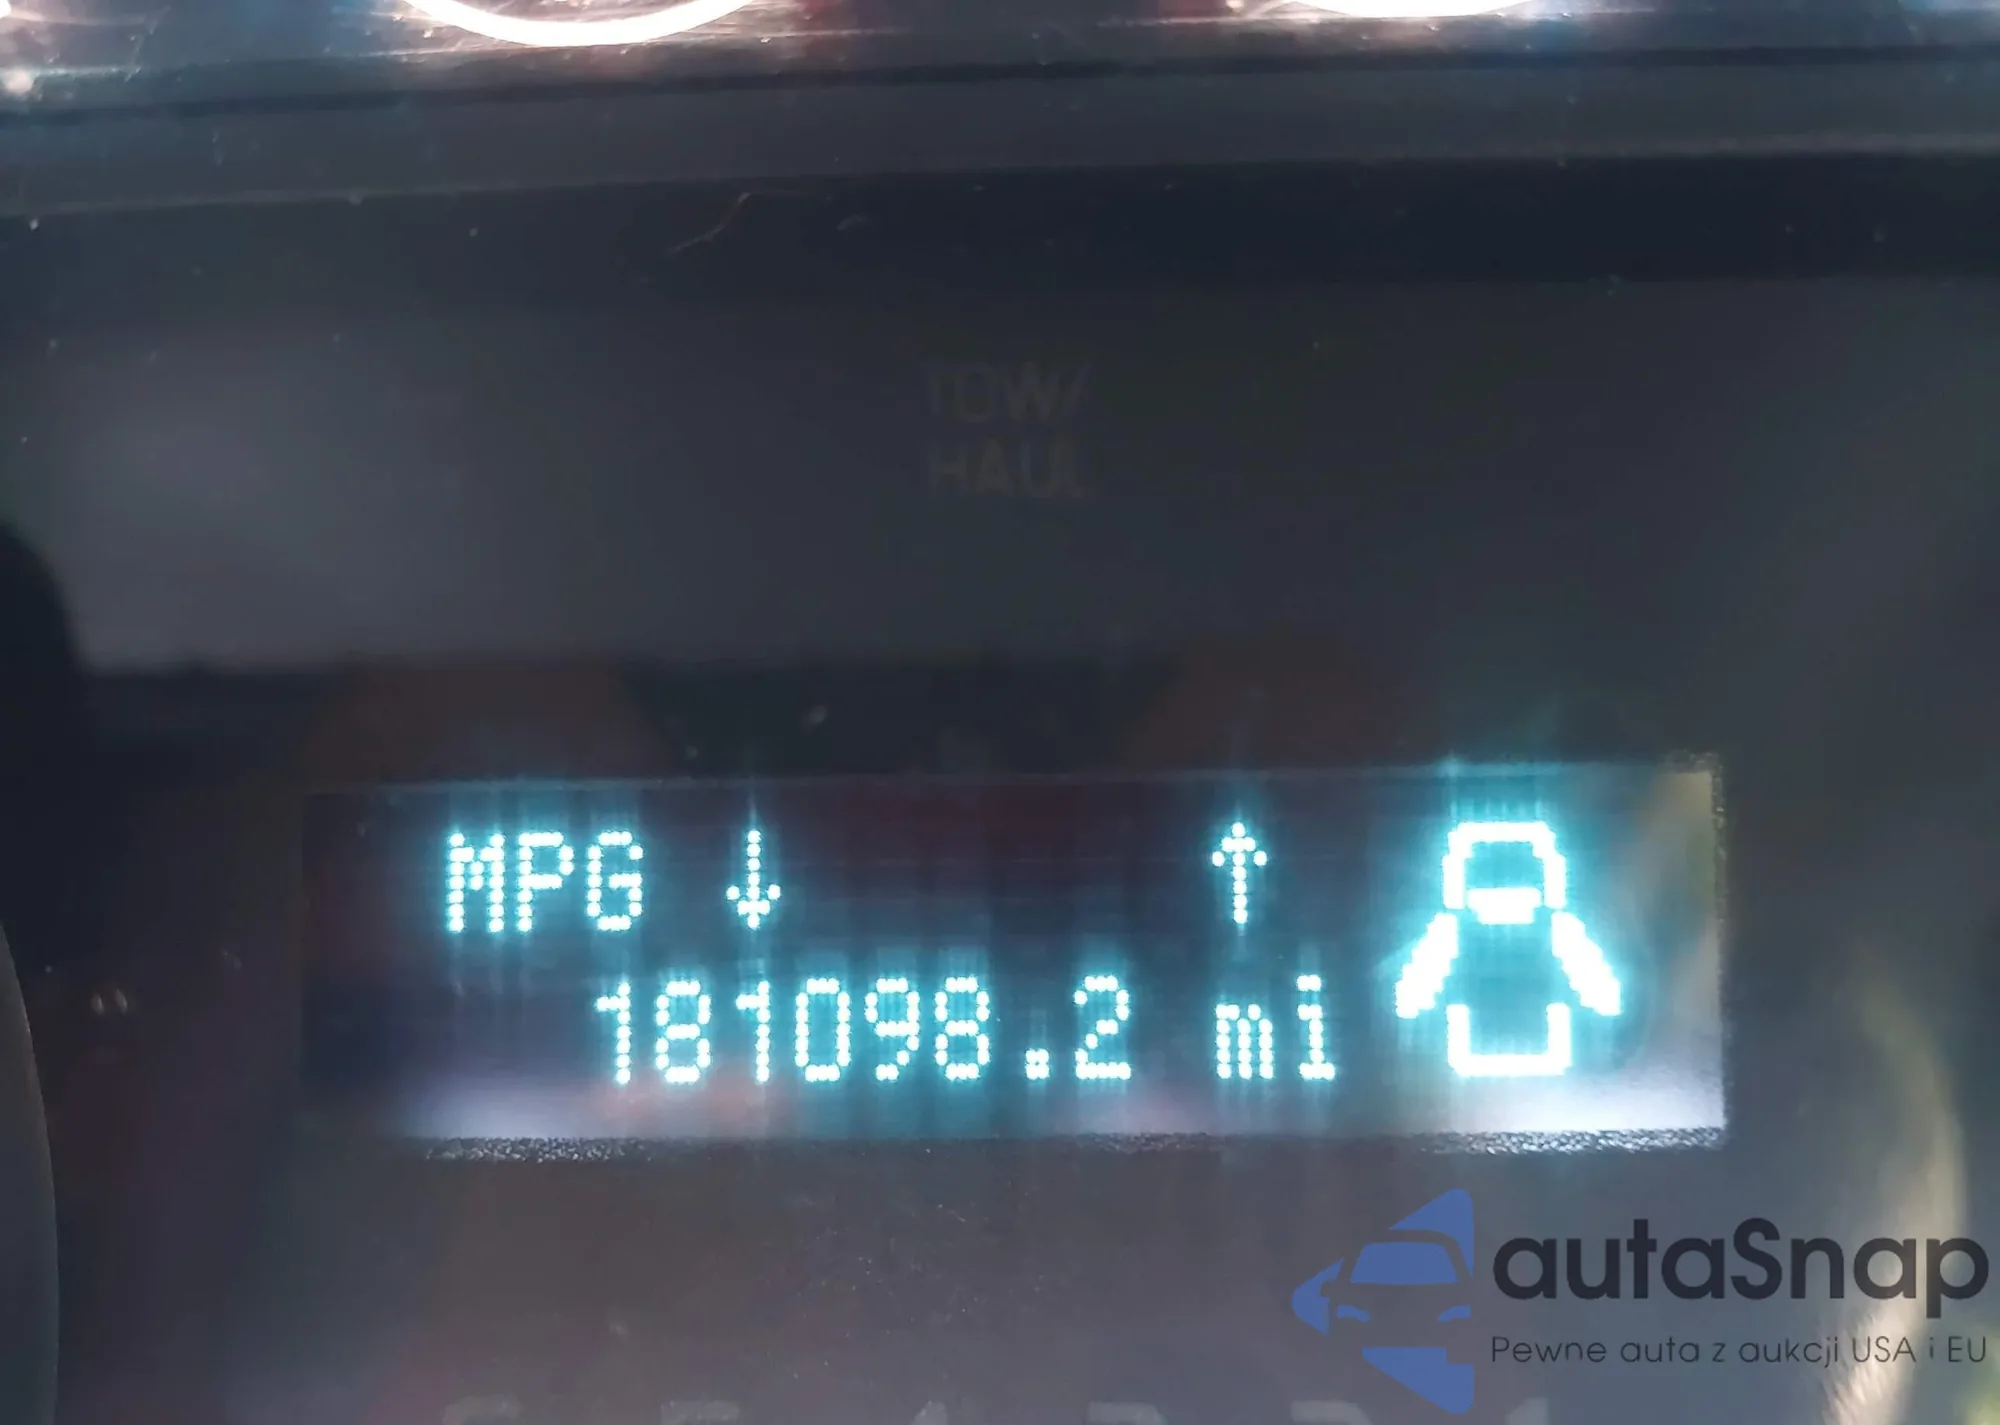 TOW/
HAUL
MPG ↓ ↑
181098.2 mi
autaSnap
Pewne auta z aukcji USA i EU